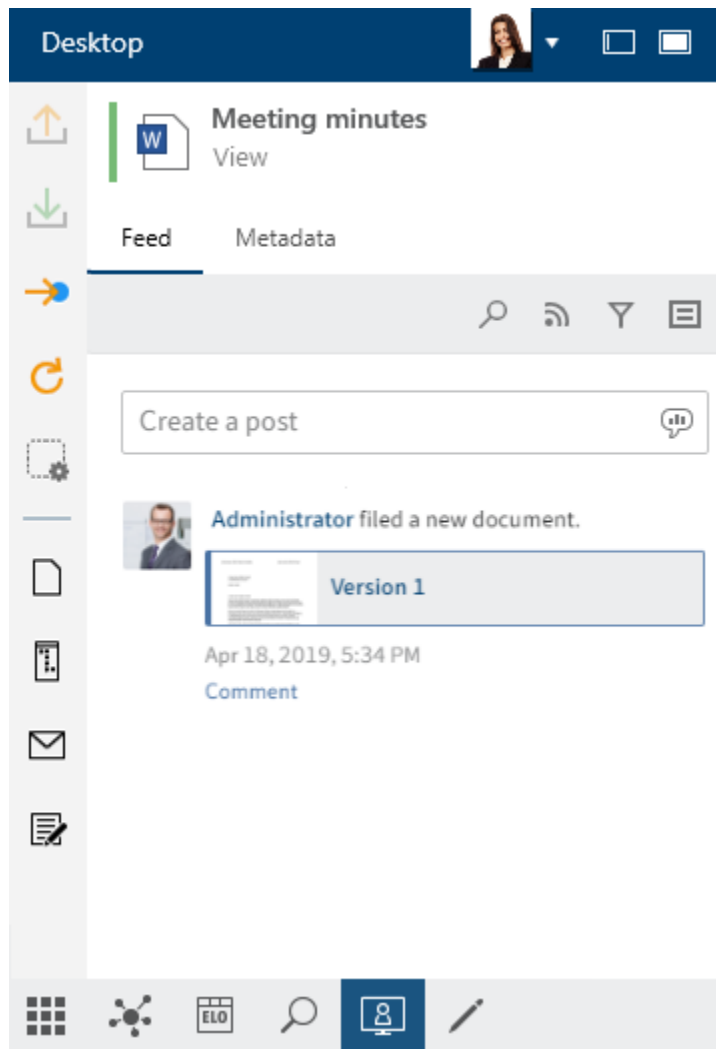 Desktop
W
Meeting minutes
View
Feed
Metadata
Create a post
Administrator filed a new document.
Version 1
Apr 18, 2019, 5:34 PM
Comment
ELO